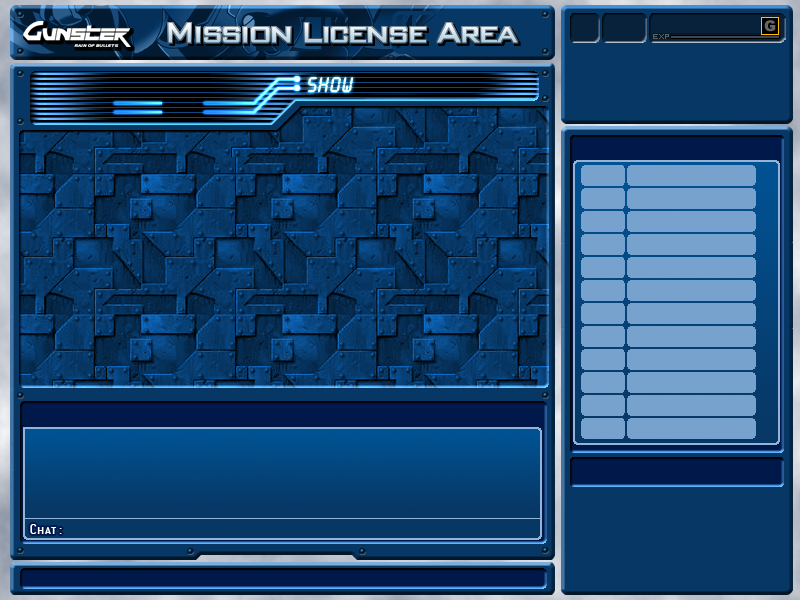 GUNSTER
RAIN OF BULLETS
MISSION LICENSE AREA
SHOW
EXP
G
CHAT: